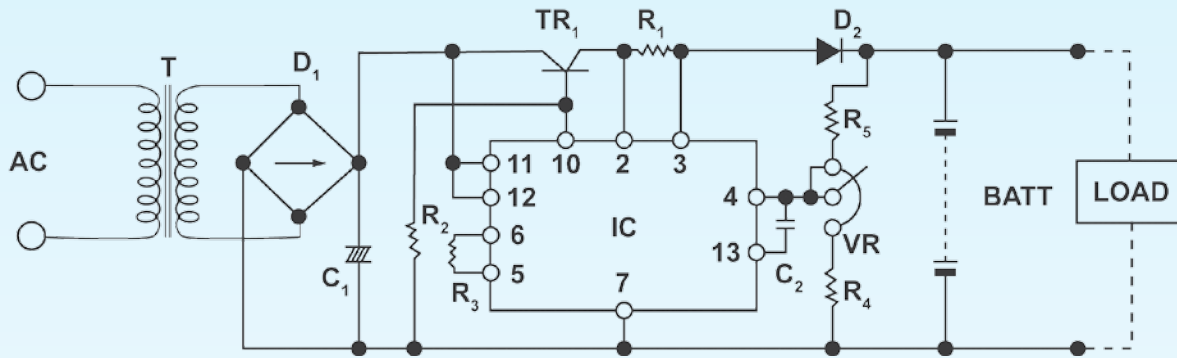 TR1 R1 D2
T D1
R5
AC
11 10 2 3
12 4 BATT LOAD
R2 IC
6
13 VR
C1 5 C2
R3 7 R4